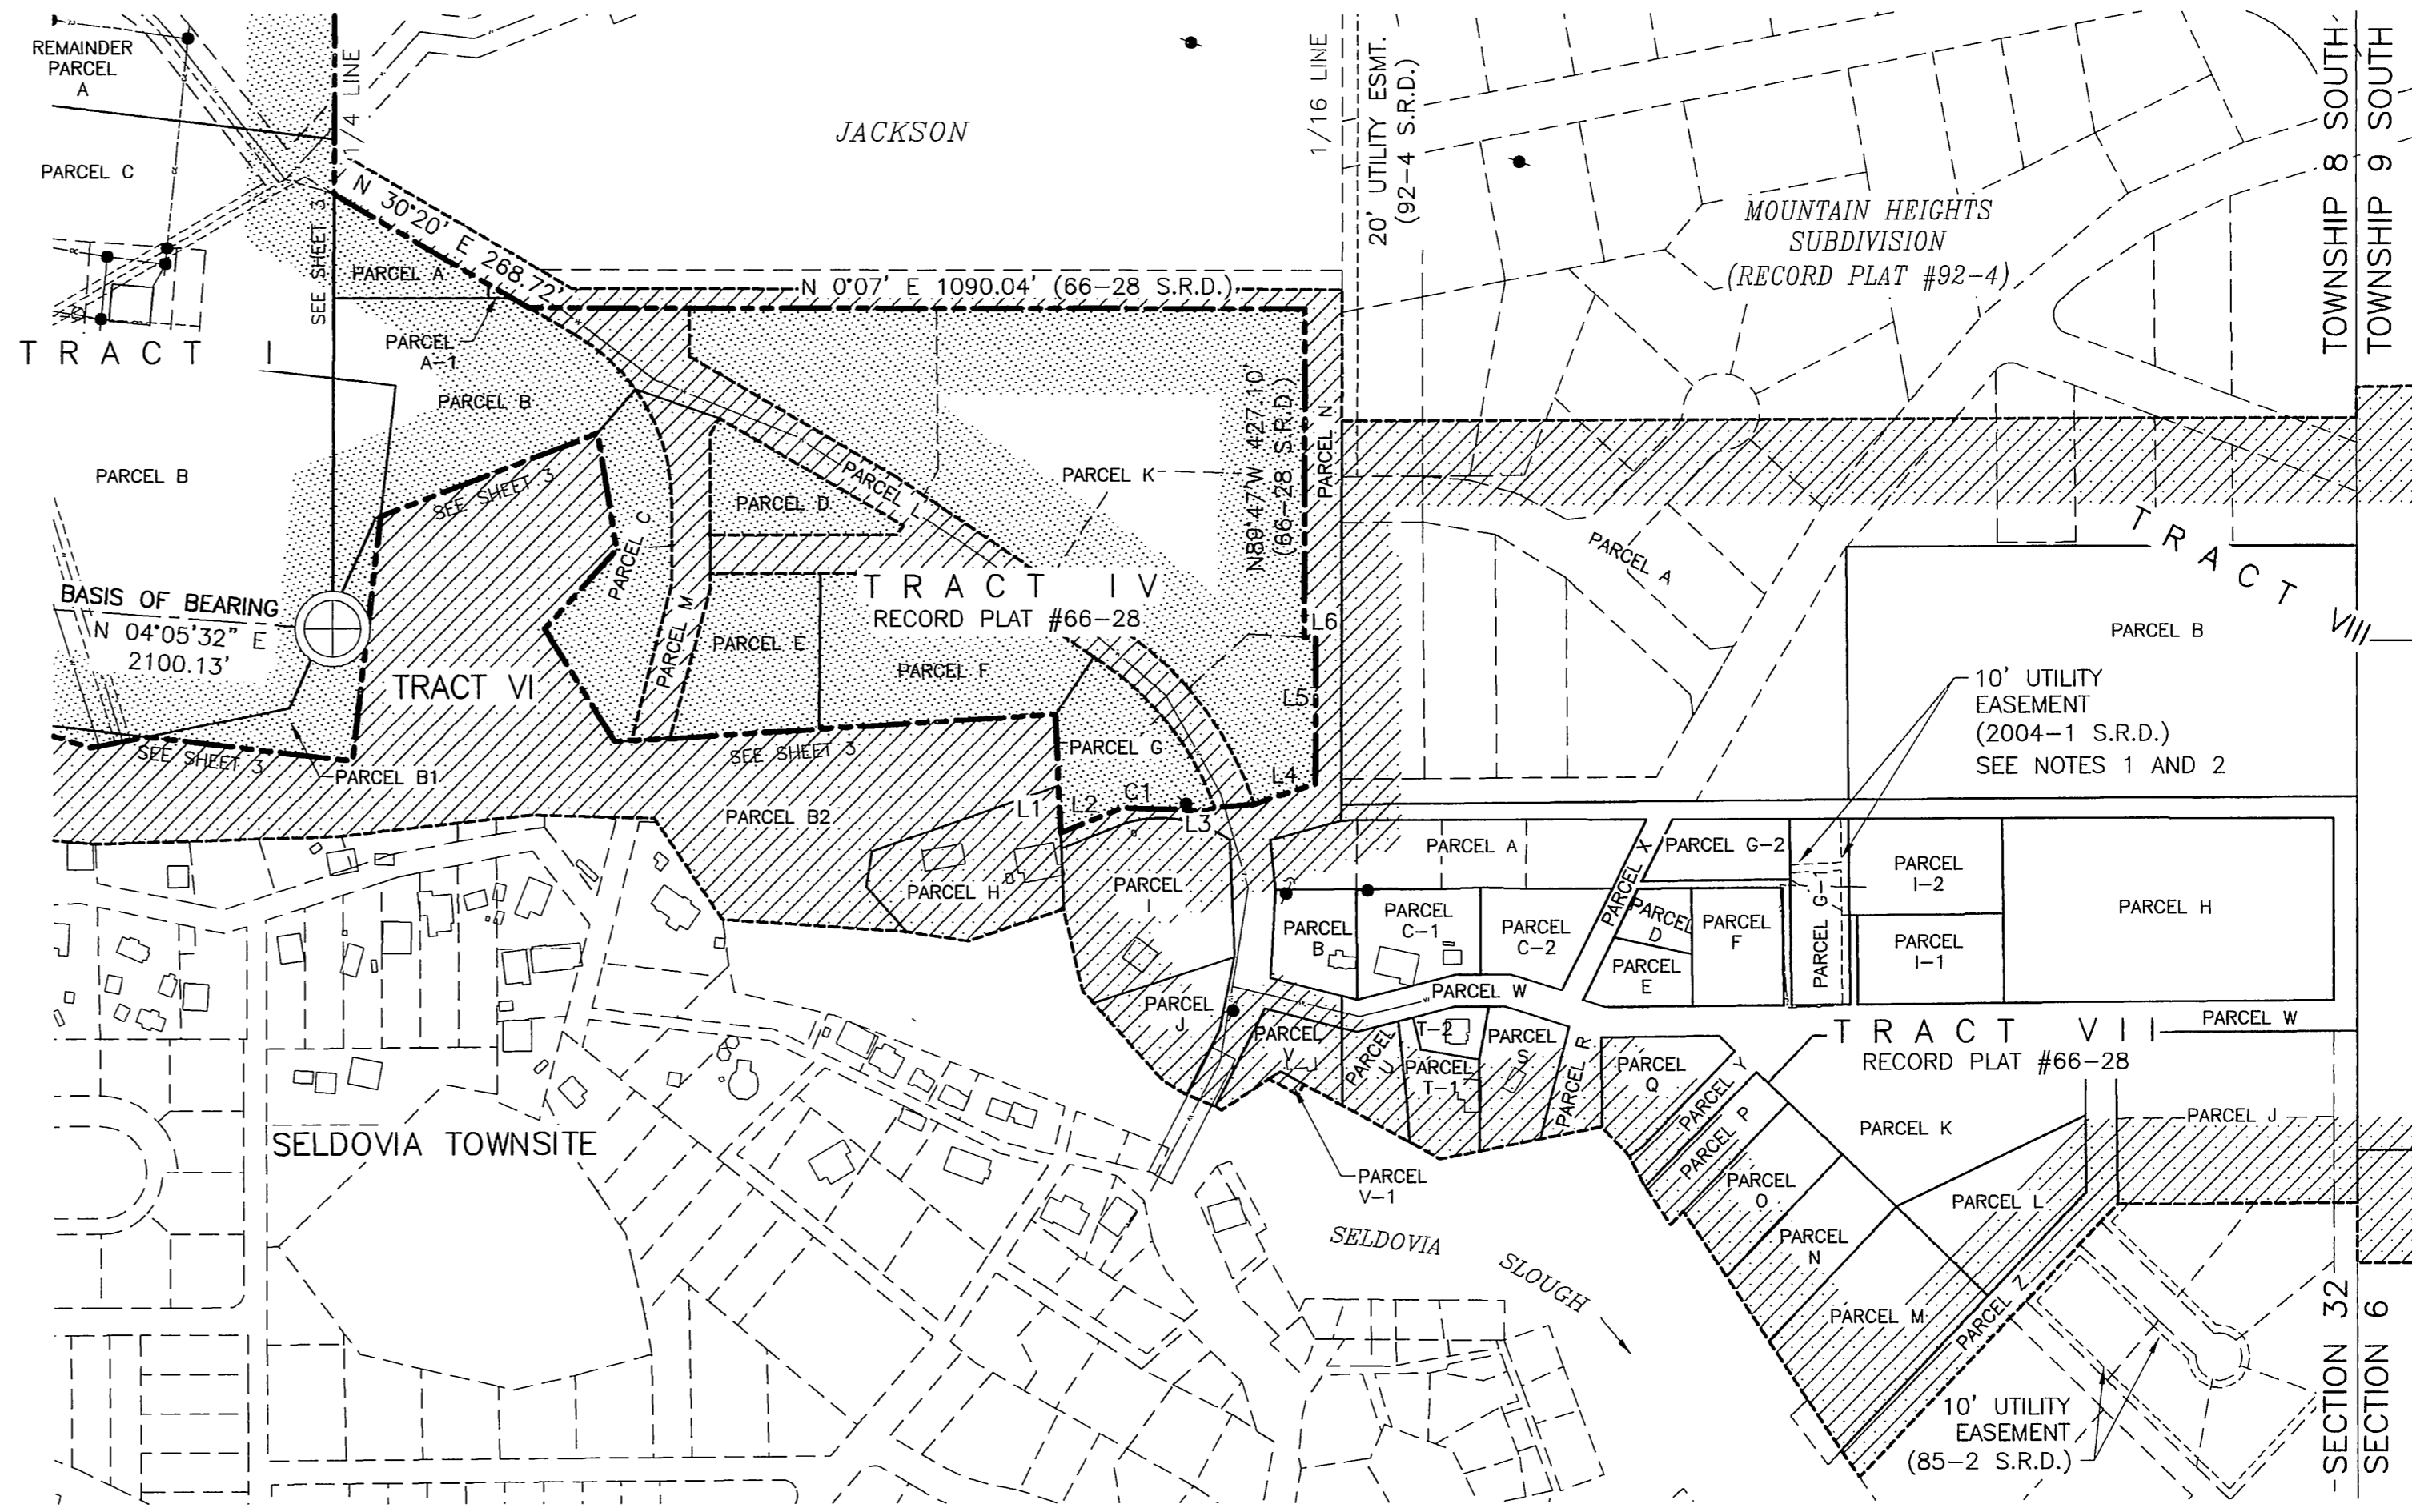 REMAINDER
PARCEL
A
PARCEL C
1/4 LINE
JACKSON
1/16 LINE
20' UTILITY ESMT.
(92-4 S.R.D.)
MOUNTAIN HEIGHTS
SUBDIVISION
(RECORD PLAT #92-4)
TOWNSHIP 8 SOUTH
TOWNSHIP 9 SOUTH
SEE SHEET 3
N 30°20' E 268.72'
PARCEL A
N 0°07' E 1090.04' (66-28 S.R.D.)
PARCEL
A-1
TRACT I
PARCEL B
PARCEL B
SEE SHEET 3
PARCEL C
PARCEL D
PARCEL L
PARCEL K
N89°47'W 427.10'
(66-28 S.R.D.)
PARCEL N
PARCEL A
TRACT VIII
PARCEL B
BASIS OF BEARING
N 04°05'32" E
2100.13'
TRACT VI
PARCEL M
PARCEL E
TRACT IV
RECORD PLAT #66-28
PARCEL F
L6
L5
10' UTILITY
EASEMENT
(2004-1 S.R.D.)
SEE NOTES 1 AND 2
SEE SHEET 3
PARCEL B1
SEE SHEET 3
PARCEL G
L4
L1
L2
C1
L3
PARCEL B2
PARCEL H
PARCEL
I
PARCEL A
PARCEL X
PARCEL G-2
PARCEL
I-2
PARCEL H
PARCEL
B
PARCEL
C-1
PARCEL
C-2
PARCEL
D
PARCEL
E
PARCEL
F
PARCEL G-1
PARCEL
I-1
PARCEL W
PARCEL
J
PARCEL
V
PARCEL
U
T-2
PARCEL
T-1
PARCEL
S
PARCEL R
PARCEL
Q
PARCEL Y
TRACT VII
RECORD PLAT #66-28
PARCEL W
PARCEL P
PARCEL K
PARCEL J
SELDOVIA TOWNSITE
PARCEL
V-1
PARCEL
O
PARCEL L
PARCEL
N
SELDOVIA
SLOUGH
PARCEL M
PARCEL Z
10' UTILITY
EASEMENT
(85-2 S.R.D.)
SECTION 32
SECTION 6